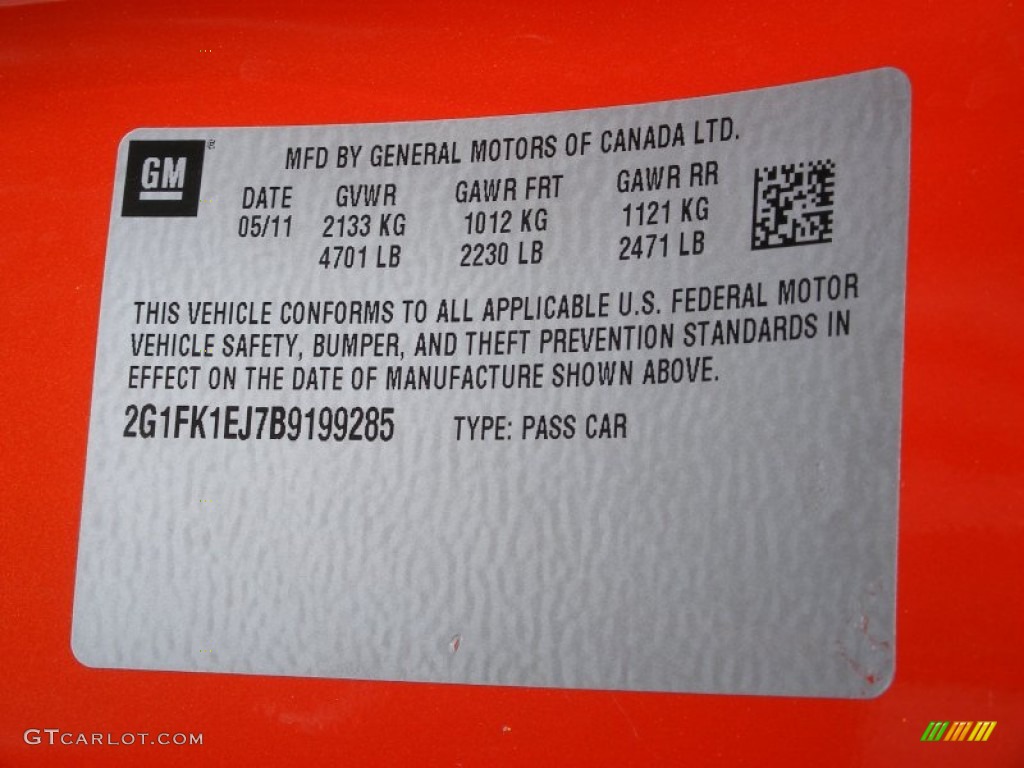 GM ®
MFD BY GENERAL MOTORS OF CANADA LTD.
DATE GVWR GAWR FRT GAWR RR
05/11 2133 KG 1012 KG 1121 KG
4701 LB 2230 LB 2471 LB
THIS VEHICLE CONFORMS TO ALL APPLICABLE U.S. FEDERAL MOTOR
VEHICLE SAFETY, BUMPER, AND THEFT PREVENTION STANDARDS IN
EFFECT ON THE DATE OF MANUFACTURE SHOWN ABOVE.
2G1FK1EJ7B9199285 TYPE: PASS CAR
GTCARLOT.COM